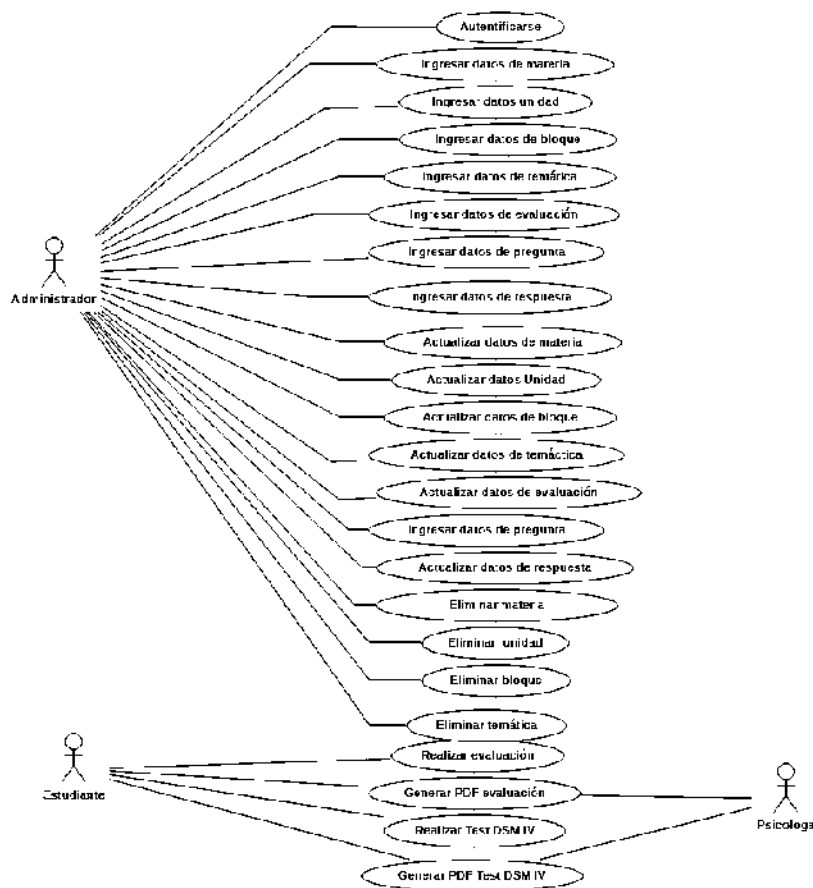 Autentificarse
Ingresar datos de materia
Ingresar datos unidad
Ingresar datos de bloque
Ingresar datos de temática
Ingresar datos de evaluación
Ingresar datos de pregunta
Administrador
Ingresar datos de respuesta
Actualizar datos de materia
Actualizar datos Unidad
Actualizar datos de bloque
Actualizar datos de temáctica
Actualizar datos de evaluación
Ingresar datos de pregunta
Actualizar datos de respuesta
Eliminar materia
Eliminar unidad
Eliminar bloque
Eliminar temática
Realizar evaluación
Estudiante
Generar PDF evaluación
Realizar Test DSM IV
Psicologa
Generar PDF Test DSM IV